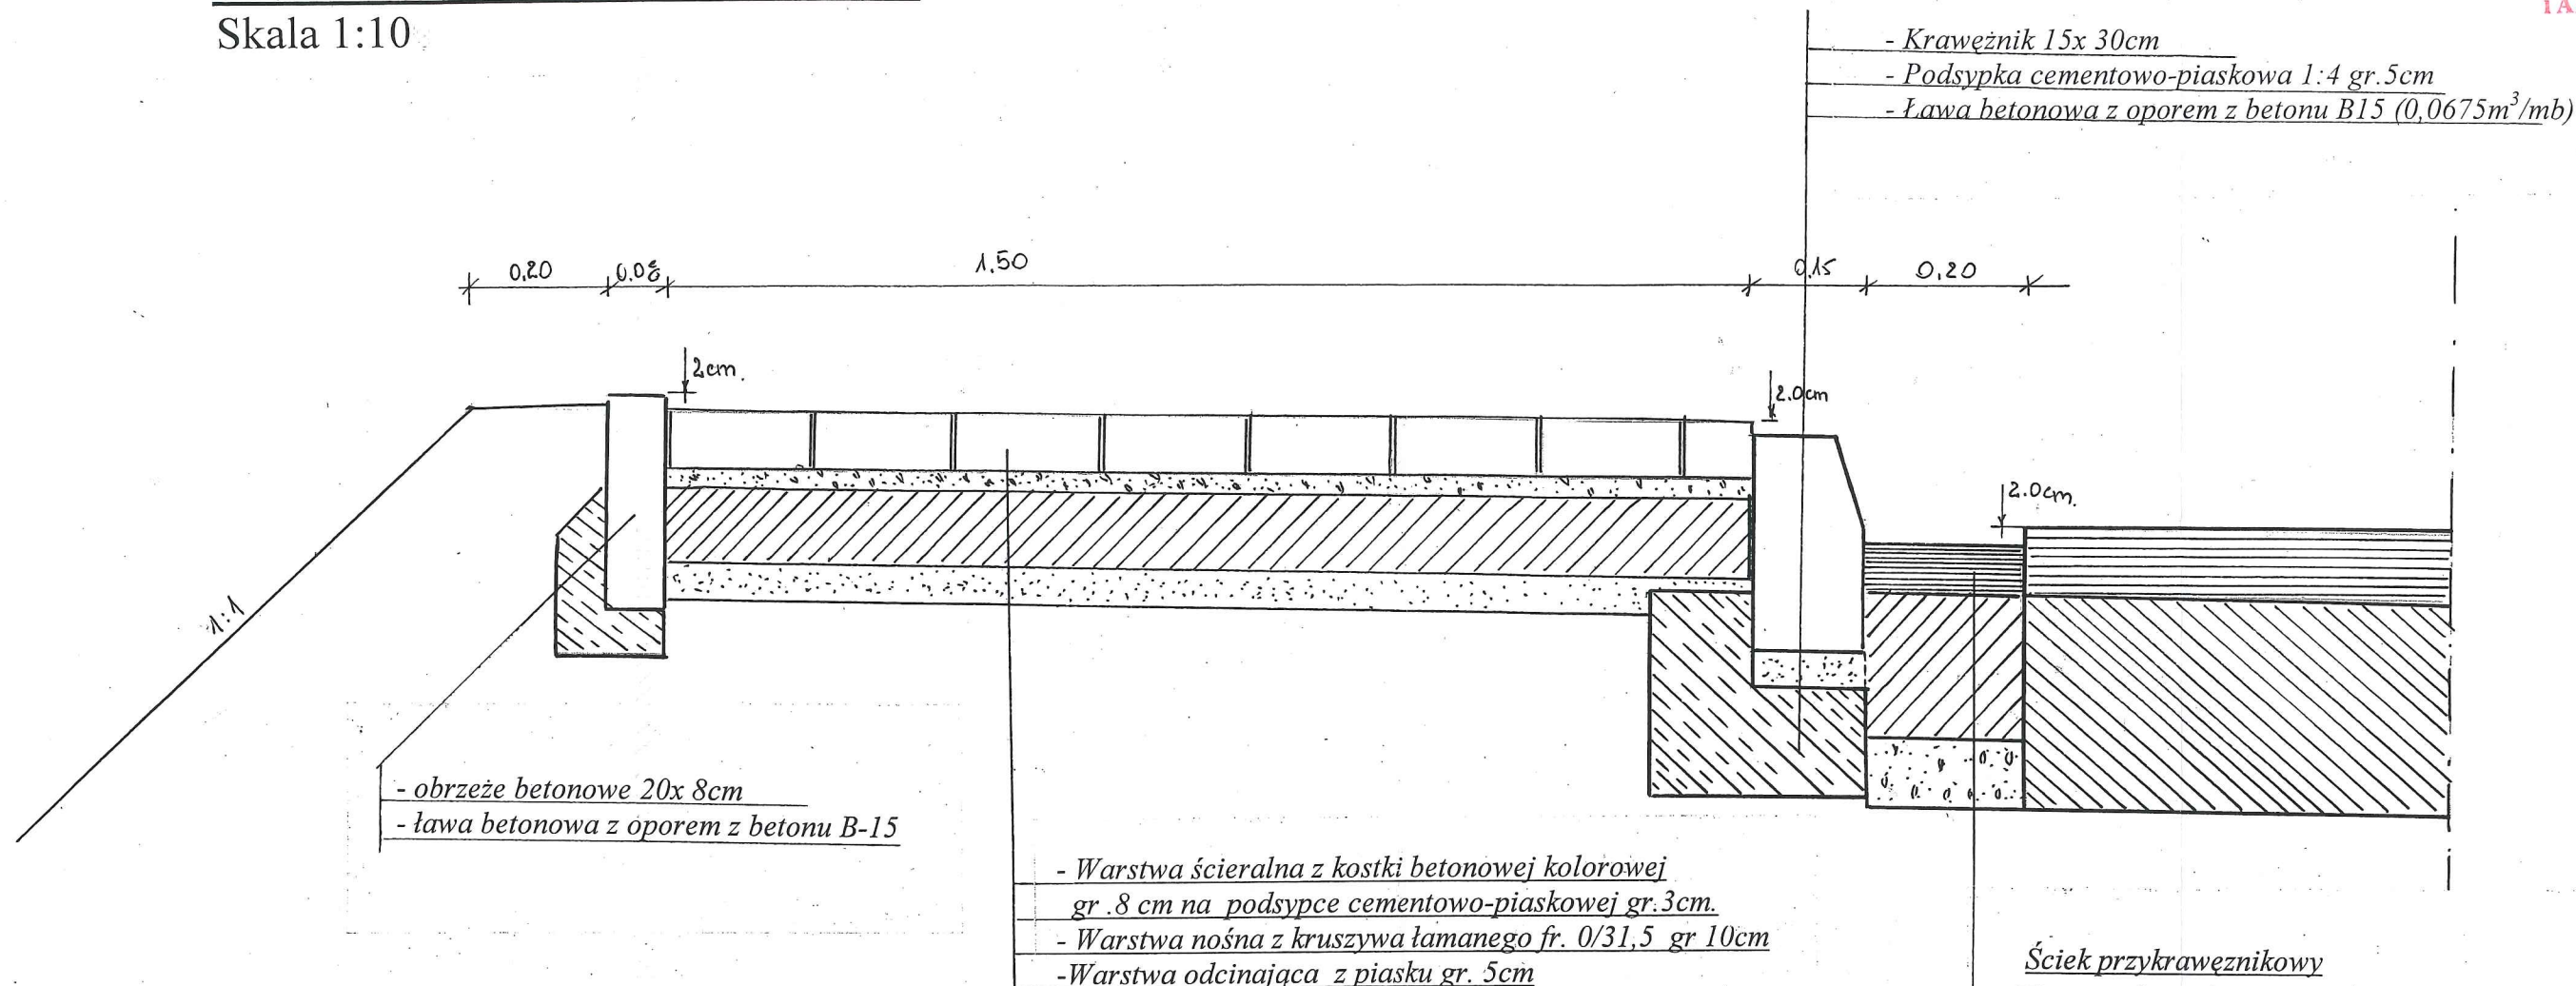 Skala 1:10
- Krawężnik 15x 30cm
- Podsypka cementowo-piaskowa 1:4 gr.5cm
- Ława betonowa z oporem z betonu B15 (0,0675m³/mb)
0,20
0.08
1,50
0,15
0,20
2cm.
2.0cm
2.0cm.
1:1
- obrzeże betonowe 20x 8cm
- ława betonowa z oporem z betonu B-15
- Warstwa ścieralna z kostki betonowej kolorowej
gr .8 cm na podsypce cementowo-piaskowej gr.3cm.
- Warstwa nośna z kruszywa łamanego fr. 0/31,5 gr 10cm
-Warstwa odcinająca z piasku gr. 5cm
Ściek przykrawęznikowy